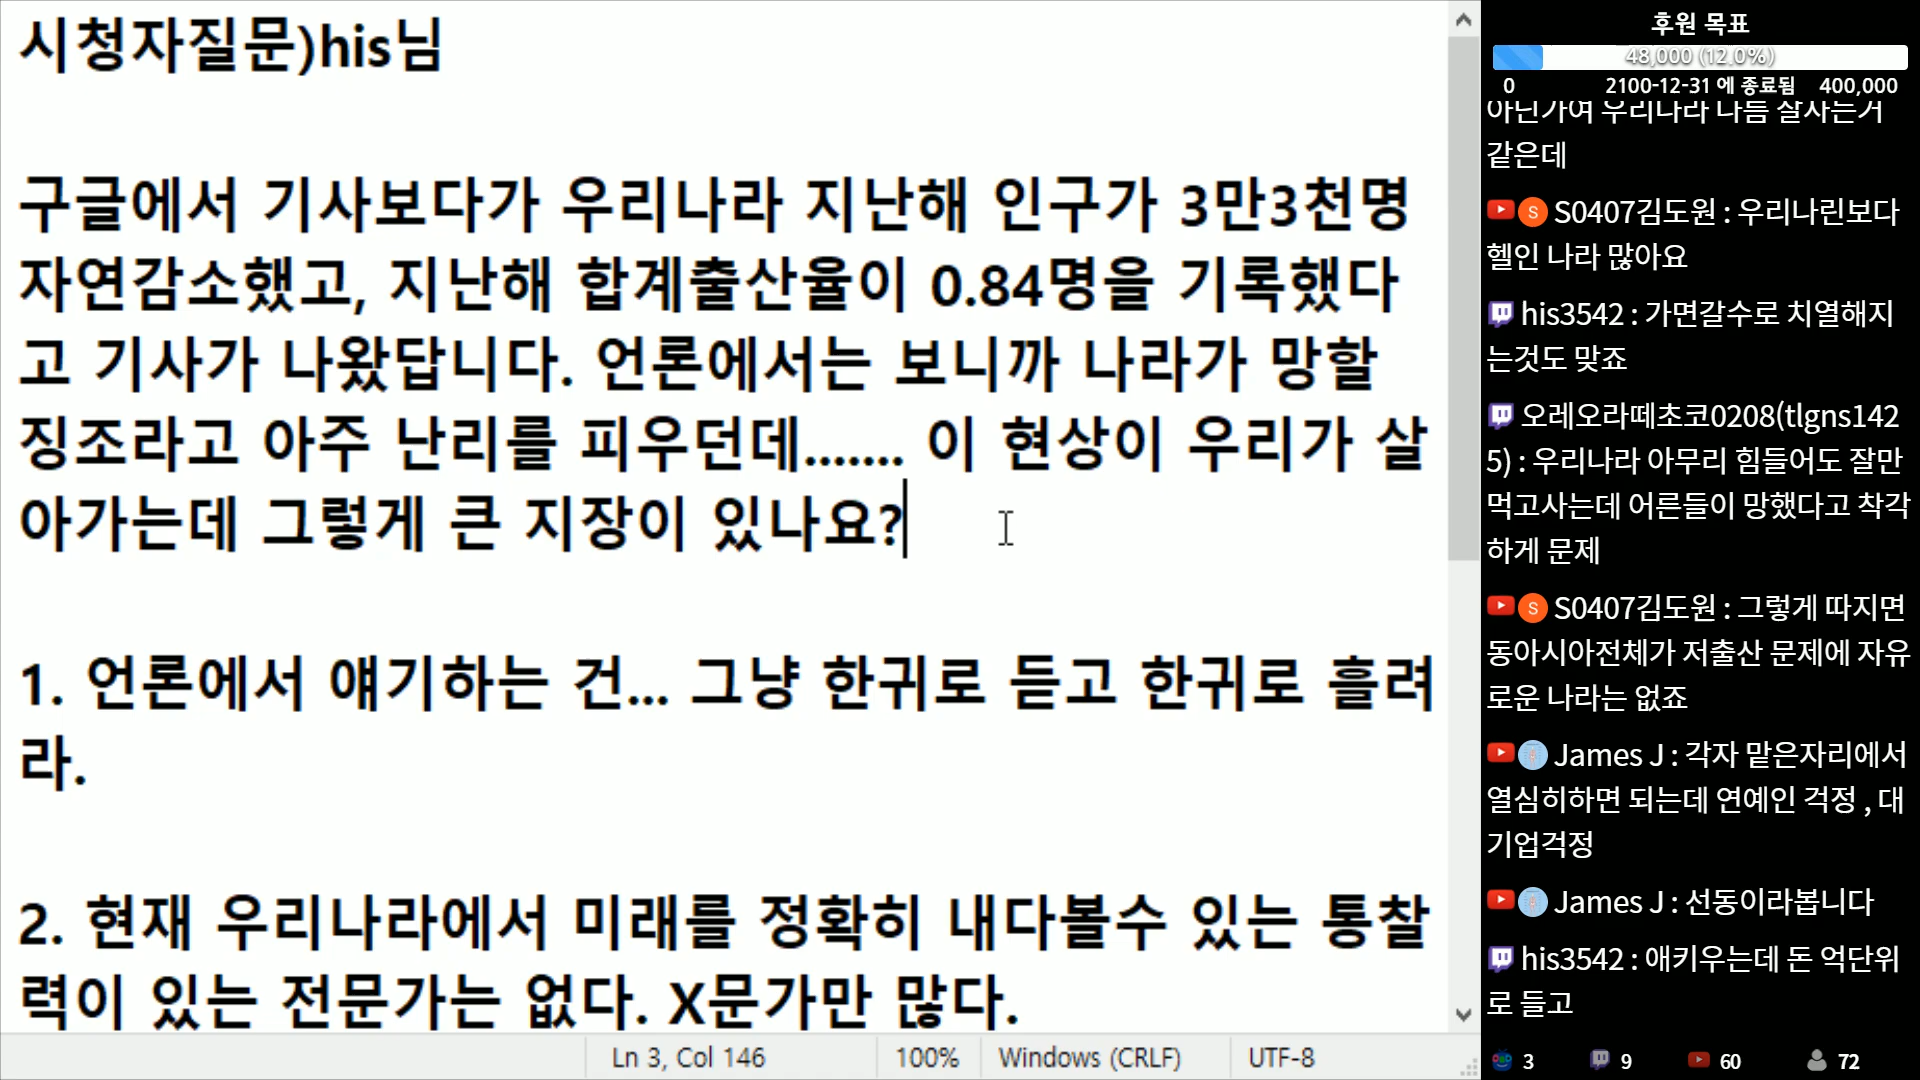 시청자질문)his님
구글에서 기사보다가 우리나라 지난해 인구가 3만3천명
자연감소했고, 지난해 합계출산율이 0.84명을 기록했다
고 기사가 나왔답니다. 언론에서는 보니까 나라가 망할
징조라고 아주 난리를 피우던데....... 이 현상이 우리가 살
아가는데 그렇게 큰 지장이 있나요?
1. 언론에서 얘기하는 건... 그냥 한귀로 듣고 한귀로 흘려
라.
2. 현재 우리나라에서 미래를 정확히 내다볼수 있는 통찰
력이 있는 전문가는 없다. X문가만 많다.
Ln 3, Col 146
100%
Windows (CRLF)
UTF-8
후원 목표
48,000 (12.0%)
0 2100-12-31 에 종료됨 400,000
아닌가여 우리나라 나름 잘사는거
같은데
S S0407김도원 : 우리나린보다
헬인 나라 많아요
his3542 : 가면갈수로 치열해지
는것도 맞죠
오레오라떼초코0208(tlgns142
5) : 우리나라 아무리 힘들어도 잘만
먹고사는데 어른들이 망했다고 착각
하게 문제
S S0407김도원 : 그렇게 따지면
동아시아전체가 저출산 문제에 자유
로운 나라는 없죠
James J : 각자 맡은자리에서
열심히하면 되는데 연예인 걱정 , 대
기업걱정
James J : 선동이라봅니다
his3542 : 애키우는데 돈 억단위
로 들고
3 9 60 72